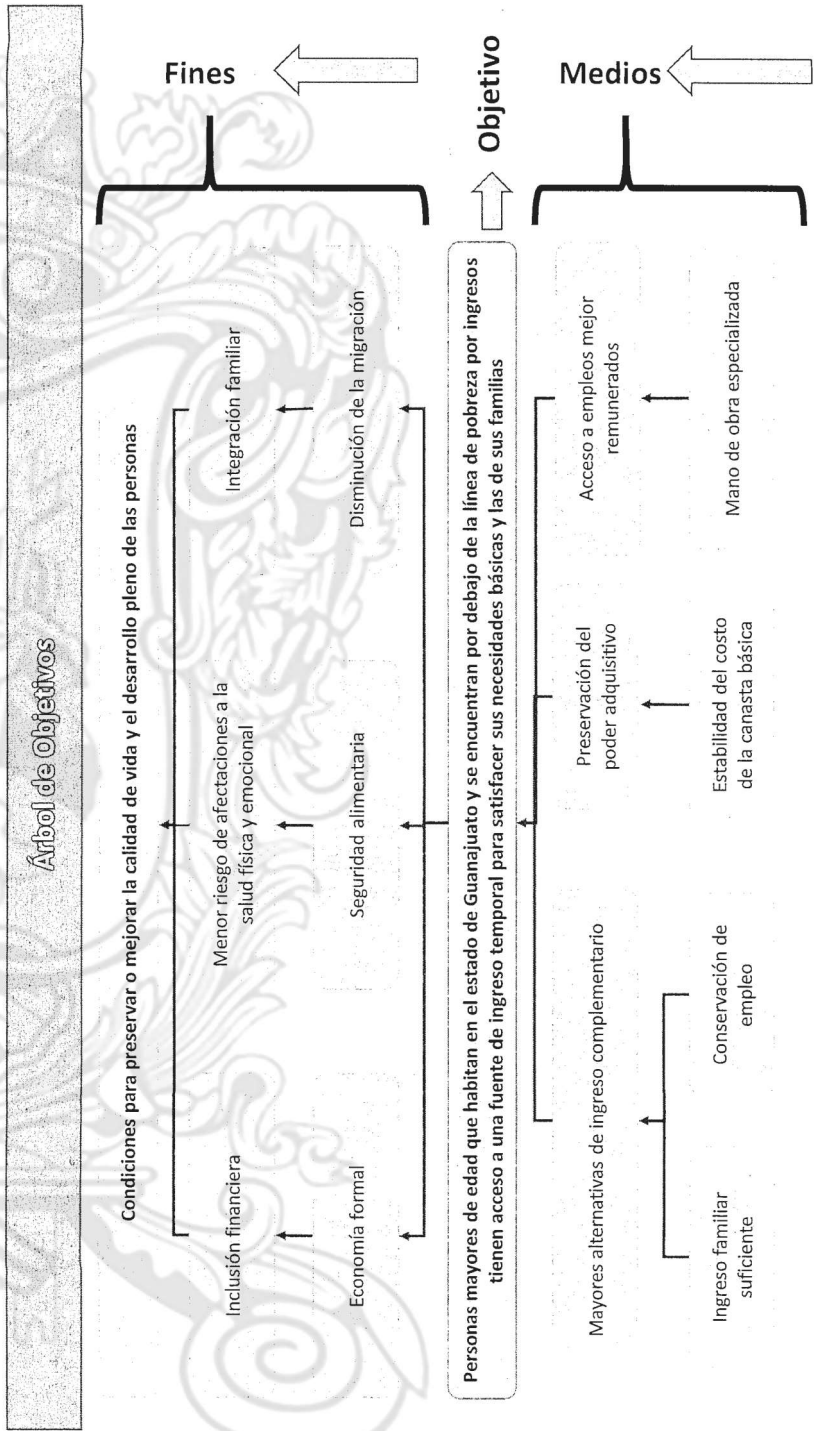 Árbol de Objetivos
Condiciones para preservar o mejorar la calidad de vida y el desarrollo pleno de las personas
Fines
Inclusión financiera
Menor riesgo de afectaciones a la
salud física y emocional
Integración familiar
Economía formal
Seguridad alimentaria
Disminución de la migración
Personas mayores de edad que habitan en el estado de Guanajuato y se encuentran por debajo de la línea de pobreza por ingresos
tienen acceso a una fuente de ingreso temporal para satisfacer sus necesidades básicas y las de sus familias
Objetivo
Mayores alternativas de ingreso complementario
Preservación del
poder adquisitivo
Acceso a empleos mejor
remunerados
Medios
Ingreso familiar
suficiente
Conservación de
empleo
Estabilidad del costo
de la canasta básica
Mano de obra especializada